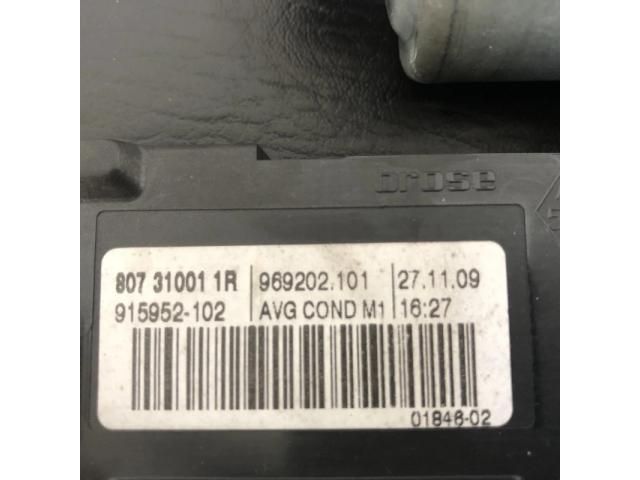 brose
807 31001 1R 969202.101 27.11.09
915952-102 AVG COND M1 16:27
01846-02